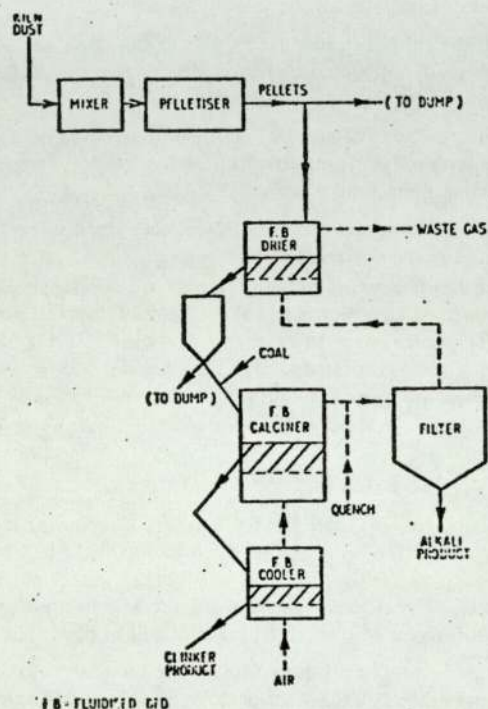 KILN
DUST
MIXER
PELLETISER
PELLETS
(TO DUMP)
F.B
DRIER
WASTE GAS
COAL
(TO DUMP)
F.B
CALCINER
FILTER
QUENCH
ALKALI
PRODUCT
F.B
COOLER
CLINKER
PRODUCT
AIR
F B - FLUIDISED BED